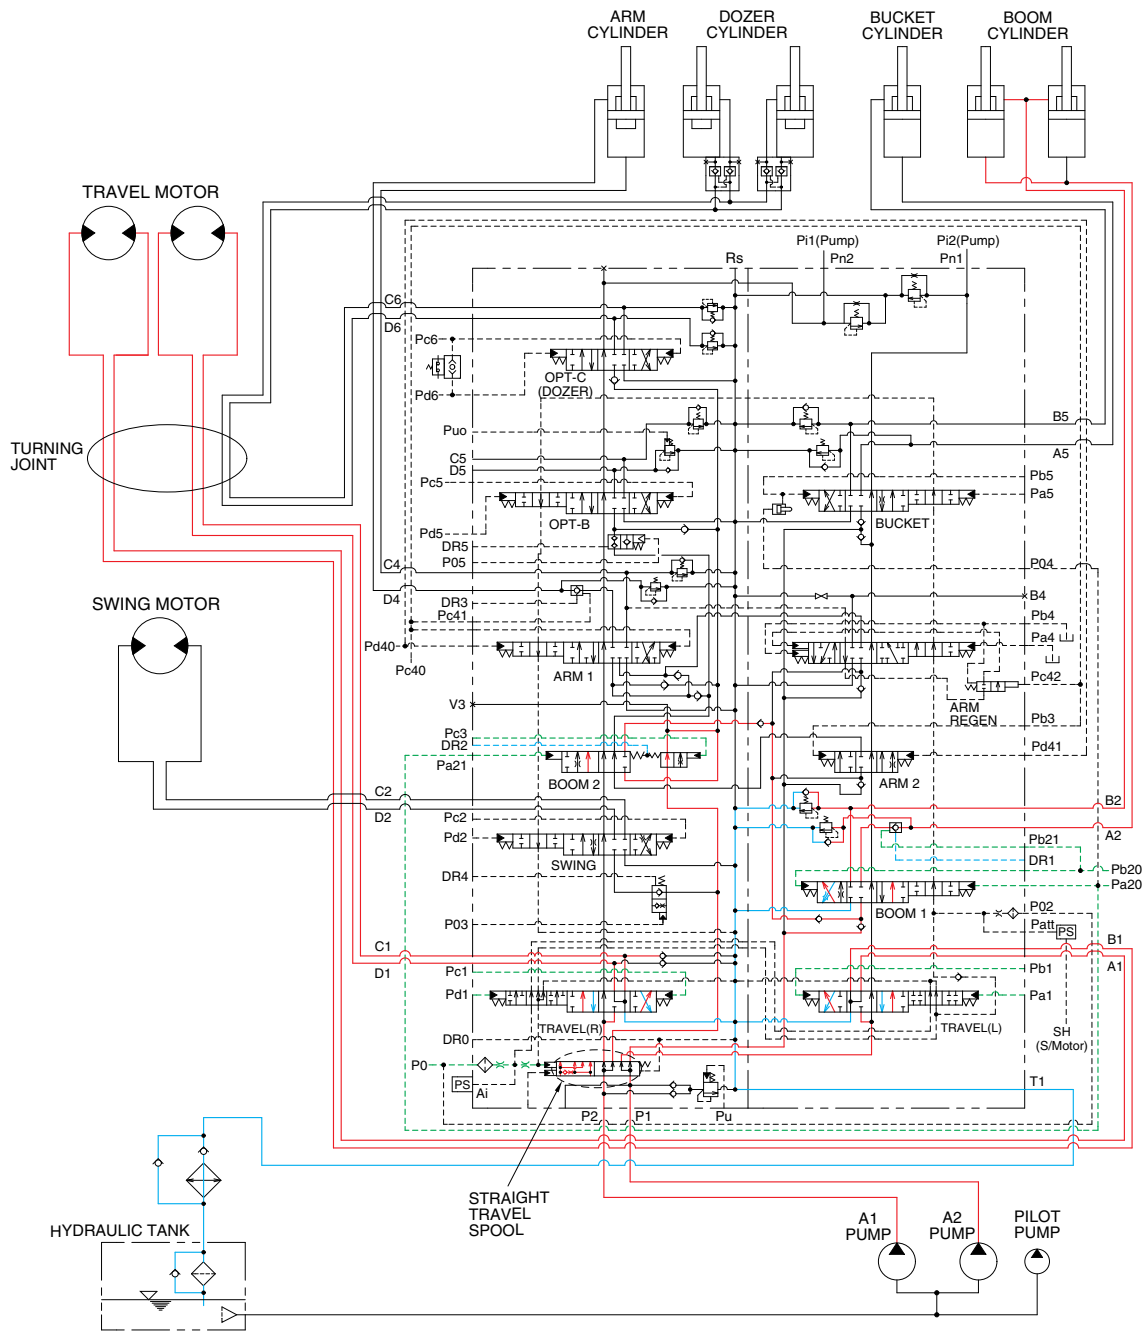 ARM
CYLINDER
DOZER
CYLINDER
BUCKET
CYLINDER
BOOM
CYLINDER
TRAVEL MOTOR
TURNING
JOINT
SWING MOTOR
Pi1(Pump)
Pn2
Pi2(Pump)
Pn1
Rs
C6
D6
Pc6
Pd6
OPT-C
(DOZER)
Puo
C5
D5
Pc5
Pd5
OPT-B
DR5
P05
C4
D4
DR3
Pc41
Pd40
Pc40
ARM 1
V3
Pc3
DR2
Pa21
BOOM 2
C2
D2
Pc2
Pd2
SWING
DR4
P03
C1
D1
Pc1
Pd1
TRAVEL(R)
DR0
P0
PS
Ai
P2
P1
Pu
B5
A5
Pb5
Pa5
BUCKET
P04
B4
Pb4
Pa4
Pc42
ARM
REGEN
Pb3
Pd41
ARM 2
B2
A2
Pb21
DR1
Pb20
Pa20
BOOM 1
P02
Patt
PS
B1
A1
Pb1
Pa1
TRAVEL(L)
SH
(S/Motor)
T1
STRAIGHT
TRAVEL
SPOOL
HYDRAULIC TANK
A1
PUMP
A2
PUMP
PILOT
PUMP